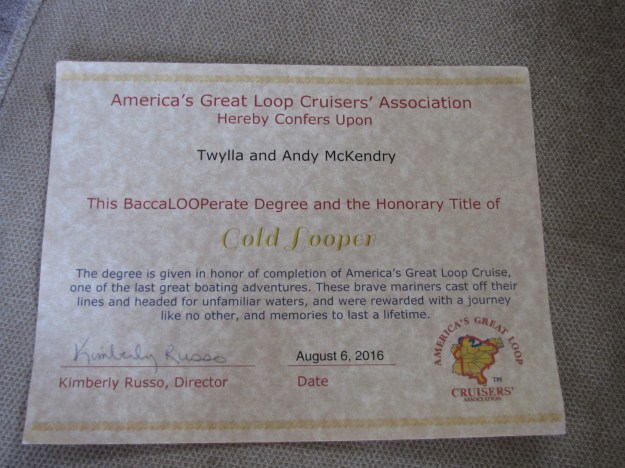 America's Great Loop Cruisers' Association
Hereby Confers Upon
Twylla and Andy McKendry
This BaccaLOOPerate Degree and the Honorary Title of
Gold Looper
The degree is given in honor of completion of America's Great Loop Cruise,
one of the last great boating adventures. These brave mariners cast off their
lines and headed for unfamiliar waters, and were rewarded with a journey
like no other, and memories to last a lifetime.
Kimberly Russo
August 6, 2016
Kimberly Russo, Director
Date
AMERICA'S GREAT LOOP
TM
CRUISERS'
ASSOCIATION